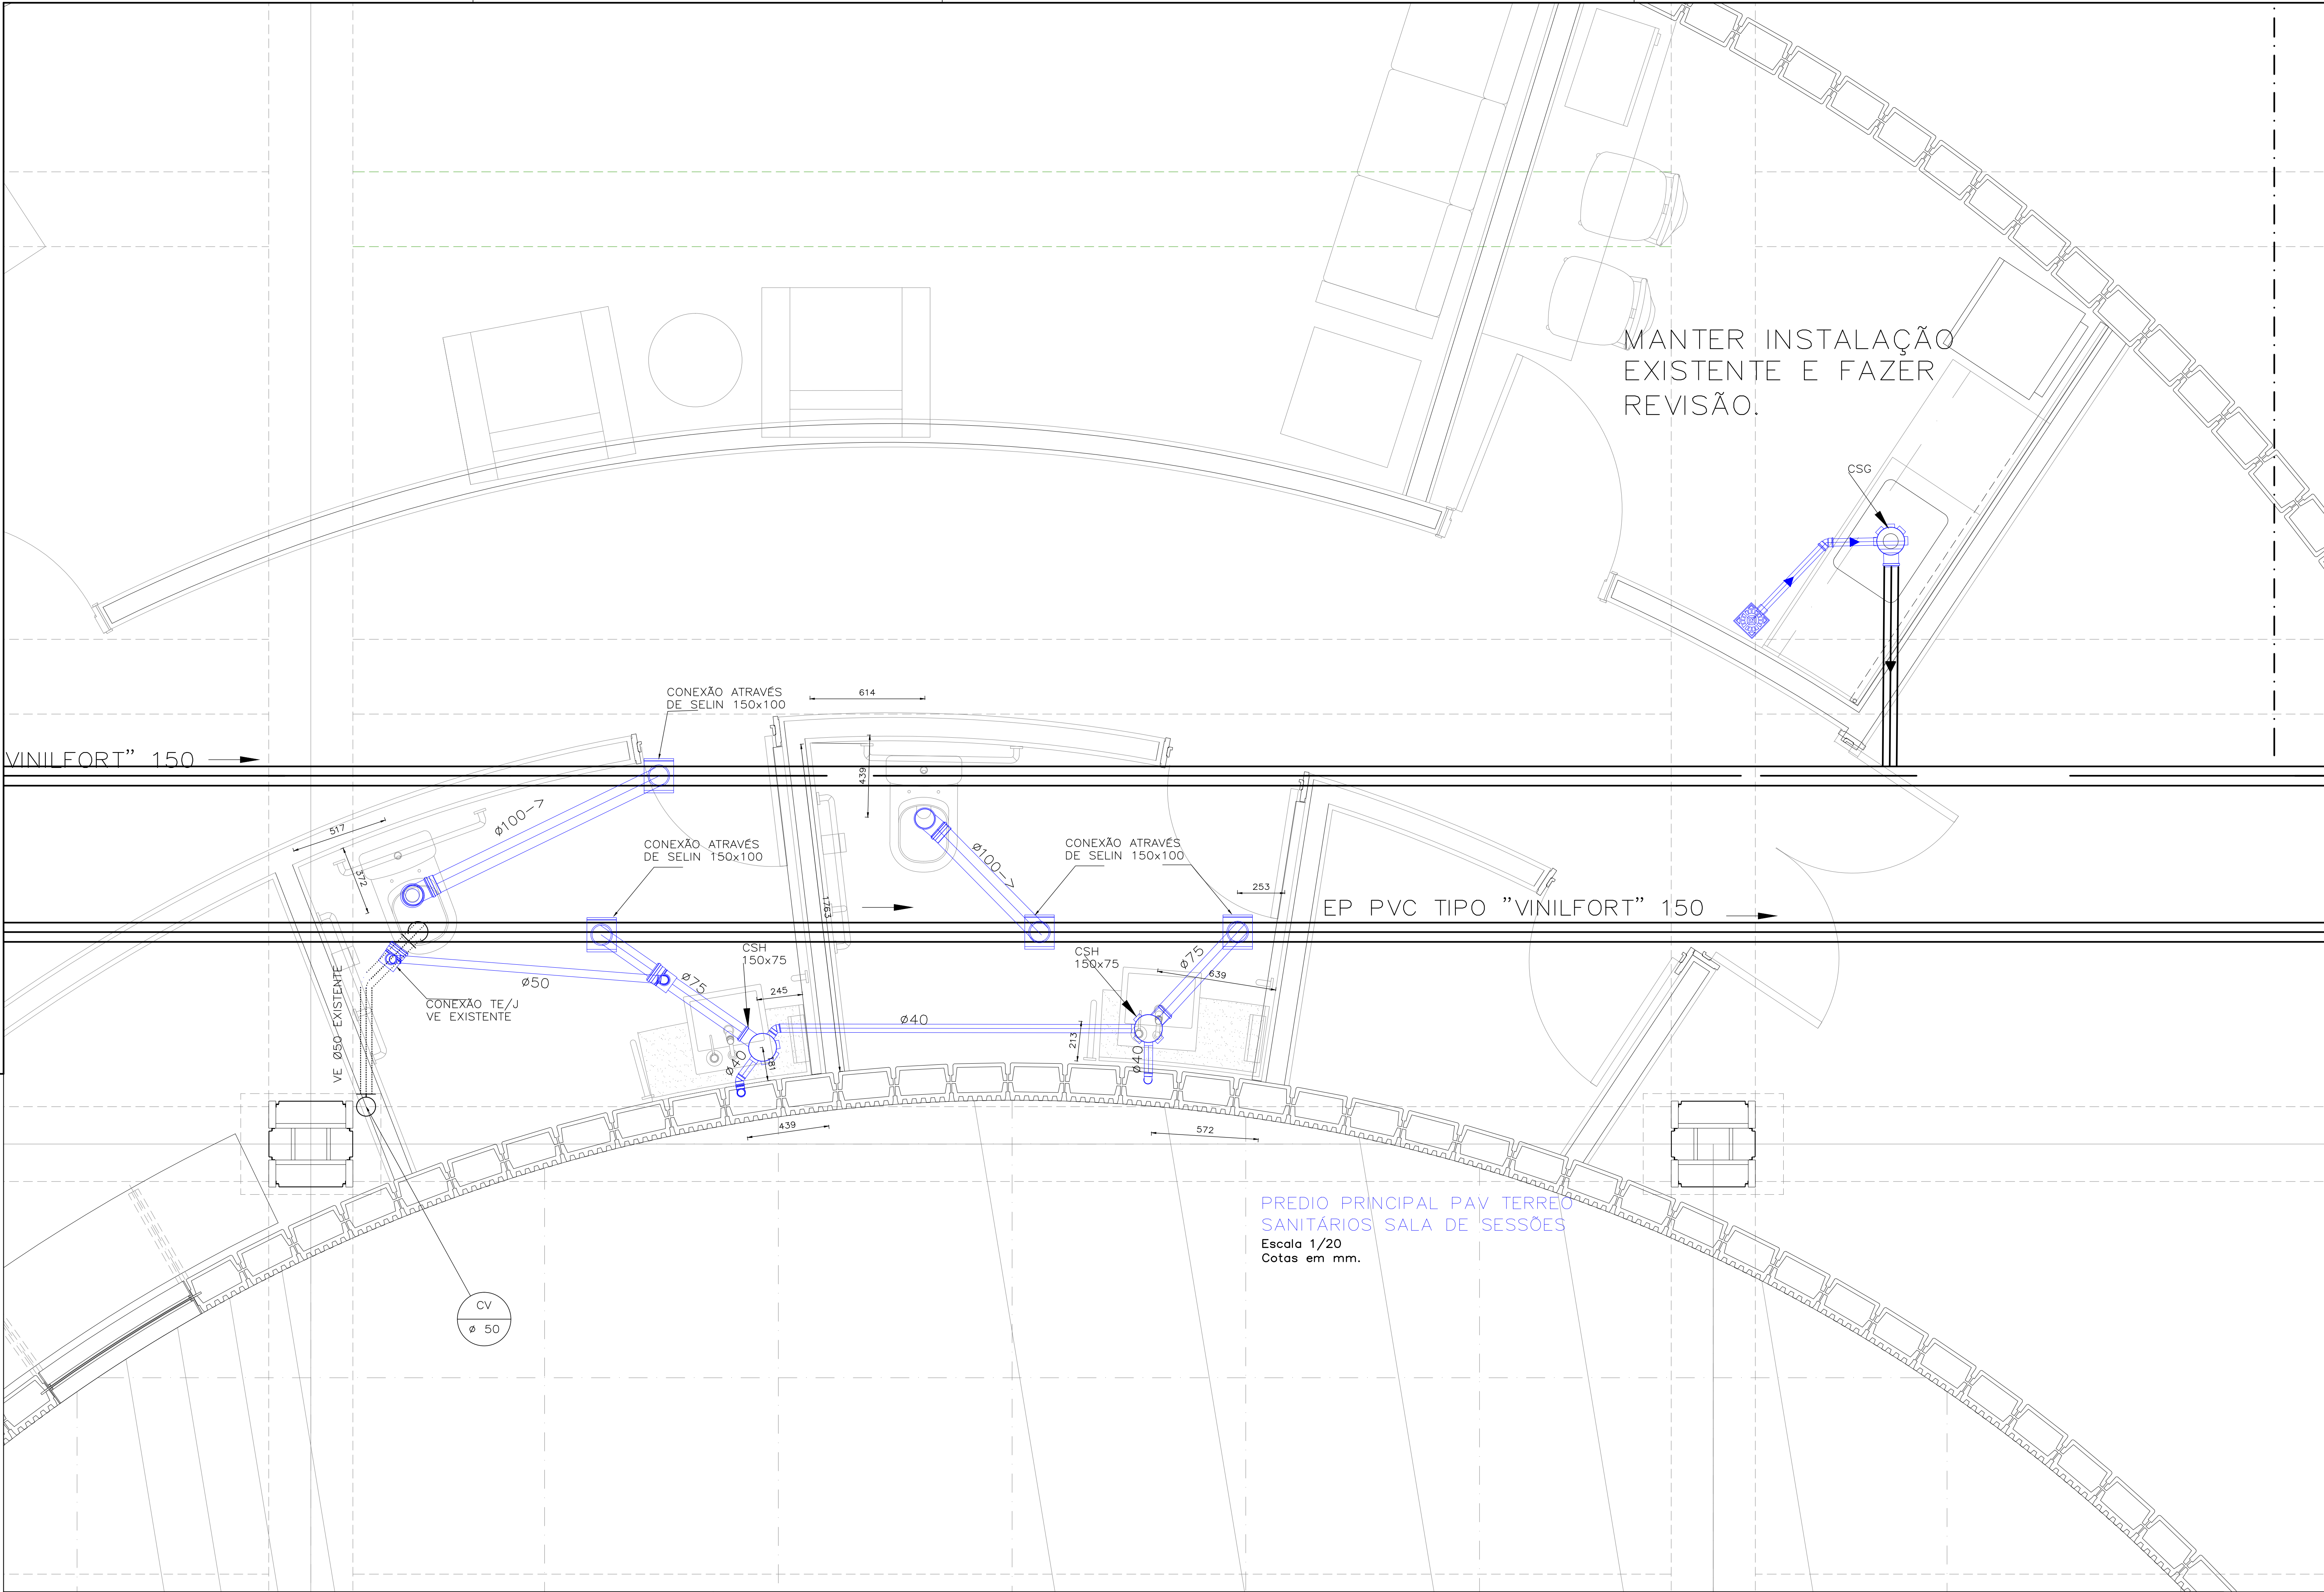 MANTER INSTALAÇÃO
EXISTENTE E FAZER
REVISÃO.
CSG
CONEXÃO ATRAVÉS
DE SELIN 150x100
614
VINILFORT" 150
439
517
ø100-7
372
CONEXÃO ATRAVÉS
DE SELIN 150x100
ø100-7
CONEXÃO ATRAVÉS
DE SELIN 150x100
253
1763
EP PVC TIPO "VINILFORT" 150
CSH
150x75
CSH
150x75
ø75
639
ø75
ø50
245
VE Ø50 EXISTENTE
CONEXÃO TE/J
VE EXISTENTE
ø40
213
ø40
181
ø40
439
572
PREDIO PRINCIPAL PAV TERREO
SANITÁRIOS SALA DE SESSÕES
Escala 1/20
Cotas em mm.
CV
ø 50